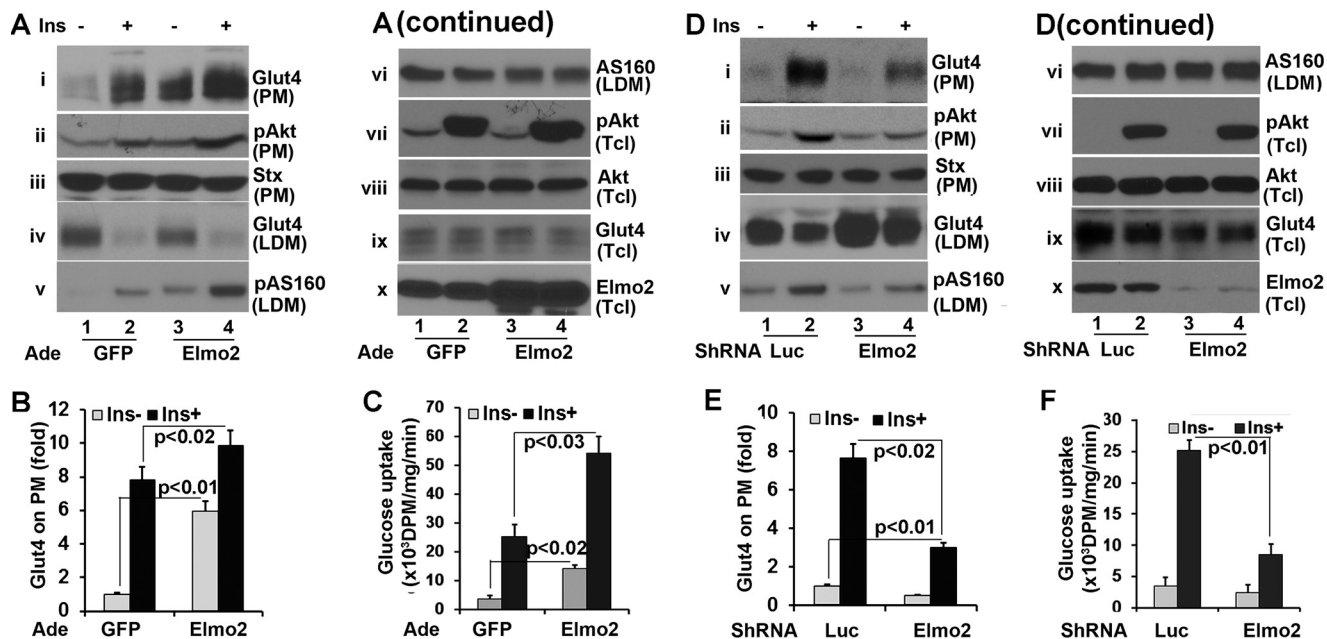 A Ins - + - +
i Glut4 (PM)
ii pAkt (PM)
iii Stx (PM)
iv Glut4 (LDM)
v pAS160 (LDM)
1 2 3 4
Ade GFP Elmo2
A (continued)
vi AS160 (LDM)
vii pAkt (Tcl)
viii Akt (Tcl)
ix Glut4 (Tcl)
x Elmo2 (Tcl)
1 2 3 4
Ade GFP Elmo2
D Ins - + - +
i Glut4 (PM)
ii pAkt (PM)
iii Stx (PM)
iv Glut4 (LDM)
v pAS160 (LDM)
1 2 3 4
ShRNA Luc Elmo2
D(continued)
vi AS160 (LDM)
vii pAkt (Tcl)
viii Akt (Tcl)
ix Glut4 (Tcl)
x Elmo2 (Tcl)
1 2 3 4
ShRNA Luc Elmo2
B
Ins- Ins+
Glut4 on PM (fold)
12
10
8
6
4
2
0
p<0.02
p<0.01
Ade GFP Elmo2
C
Ins- Ins+
Glucose uptake
(x10³DPM/mg/min)
70
60
50
40
30
20
10
0
p<0.03
p<0.02
Ade GFP Elmo2
E
Ins- Ins+
Glut4 on PM (fold)
10
8
6
4
2
0
p<0.02
p<0.01
ShRNA Luc Elmo2
F
Ins- Ins+
Glucose uptake
(x10³DPM/mg/min)
30
25
20
15
10
5
0
p<0.01
ShRNA Luc Elmo2